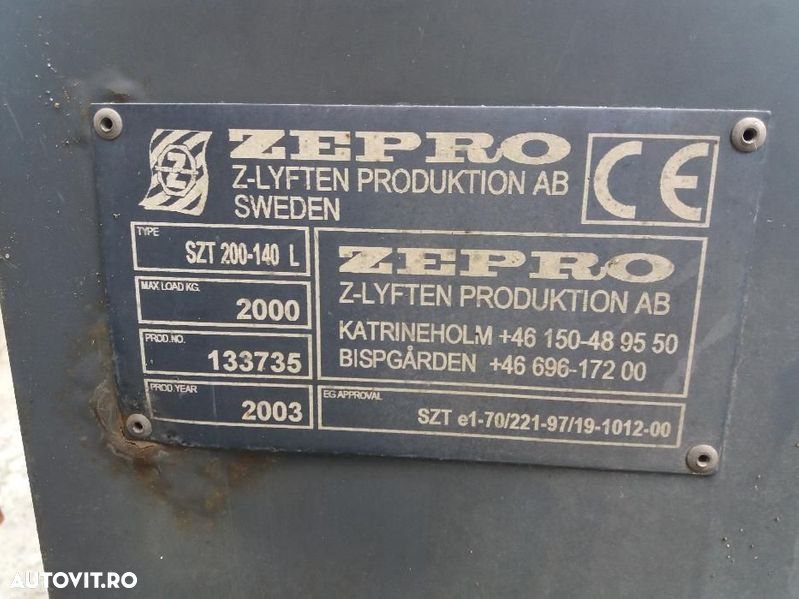 ZEPRO
Z-LYFTEN PRODUKTION AB
SWEDEN
CE
TYPE
SZT 200-140 L
MAX LOAD KG.
2000
PROD.NO.
133735
PROD.YEAR
2003
ZEPRO
Z-LYFTEN PRODUKTION AB
KATRINEHOLM +46 150-48 95 50
BISPGÅRDEN +46 696-172 00
EG APPROVAL
SZT e1-70/221-97/19-1012-00
AUTOVIT.RO